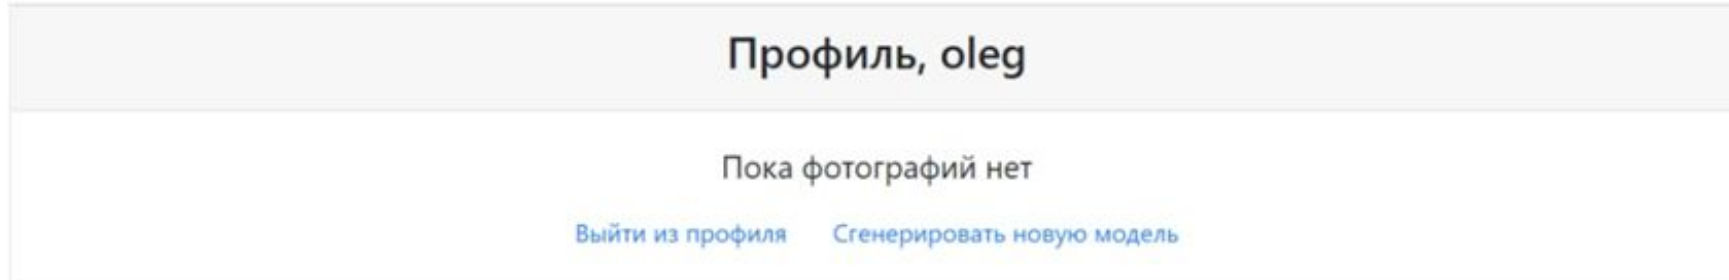 Профиль, oleg
Пока фотографий нет
Выйти из профиля Сгенерировать новую модель